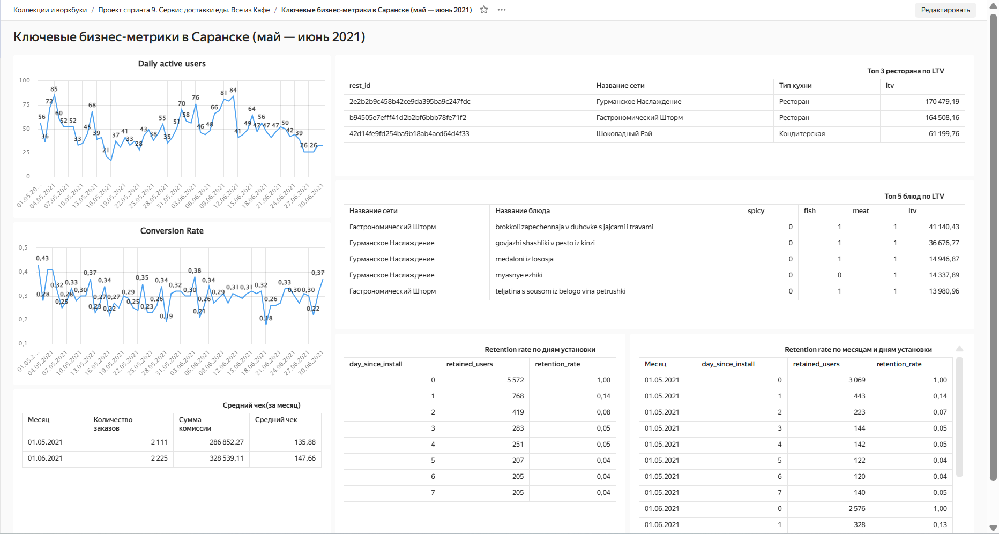 Коллекции и воркбуки / Проект спринта 9. Сервис доставки еды. Все из Кафе / Ключевые бизнес-метрики в Саранске (май — июнь 2021)
Редактировать
Ключевые бизнес-метрики в Саранске (май — июнь 2021)
Daily active users
100
75
50
25
0
56 36 72 85 60 52 52 33 45 68 39 21 37 41 33 28 43 38 55 35 51 70 58 76 46 48 66 81 84 41 49 64 47 56 47 47 50 42 39 26 26
01.05.20... 04.05.2021 07.05.2021 10.05.2021 13.05.2021 16.05.2021 19.05.2021 22.05.2021 25.05.2021 28.05.2021 31.05.2021 03.06.2021 06.06.2021 09.06.2021 12.06.2021 15.06.2021 18.06.2021 21.06.2021 24.06.2021 27.06.2021 30.06.2021
Conversion Rate
0,5
0,4
0,3
0,2
0,1
0,43 0,28 0,32 0,25 0,28 0,33 0,30 0,37 0,23 0,27 0,34 0,22 0,27 0,29 0,25 0,35 0,23 0,26 0,34 0,19 0,32 0,30 0,38 0,21 0,26 0,34 0,29 0,31 0,31 0,32 0,18 0,26 0,33 0,30 0,30 0,22 0,37
01.05.2... 04.05.2021 07.05.2021 10.05.2021 13.05.2021 16.05.2021 19.05.2021 22.05.2021 25.05.2021 28.05.2021 31.05.2021 03.06.2021 06.06.2021 09.06.2021 12.06.2021 15.06.2021 18.06.2021 21.06.2021 24.06.2021 27.06.2021 30.06.2021
Средний чек(за месяц)
Месяц Количество заказов Сумма комиссии Средний чек
01.05.2021 2 111 286 852,27 135,88
01.06.2021 2 225 328 539,11 147,66
Топ 3 ресторана по LTV
rest_id Название сети Тип кухни ltv
2e2b2b9c458b42ce9da395ba9c247fdc Гурманское Наслаждение Ресторан 170 479,19
b94505e7efff41d2b2bf6bbb78fe71f2 Гастрономический Шторм Ресторан 164 508,16
42d14fe9fd254ba9b18ab4acd64d4f33 Шоколадный Рай Кондитерская 61 199,76
Топ 5 блюд по LTV
Название сети Название блюда spicy fish meat ltv
Гастрономический Шторм brokkoli zapechennaja v duhovke s jajcami i travami 0 1 1 41 140,43
Гурманское Наслаждение govjazhi shashliki v pesto iz kinzi 0 1 1 36 676,77
Гурманское Наслаждение medaloni iz lososja 0 1 1 14 946,87
Гурманское Наслаждение myasnye ezhiki 0 0 1 14 337,89
Гастрономический Шторм teljatina s sousom iz belogo vina petrushki 0 1 1 13 980,96
Retention rate по дням установки
day_since_install retained_users retention_rate
0 5 572 1,00
1 768 0,14
2 419 0,08
3 283 0,05
4 251 0,05
5 207 0,04
6 205 0,04
7 205 0,04
Retention rate по месяцам и дням установки
Месяц day_since_install retained_users retention_rate
01.05.2021 0 3 069 1,00
01.05.2021 1 443 0,14
01.05.2021 2 223 0,07
01.05.2021 3 144 0,05
01.05.2021 4 142 0,05
01.05.2021 5 122 0,04
01.05.2021 6 120 0,04
01.05.2021 7 140 0,05
01.06.2021 0 2 576 1,00
01.06.2021 1 328 0,13